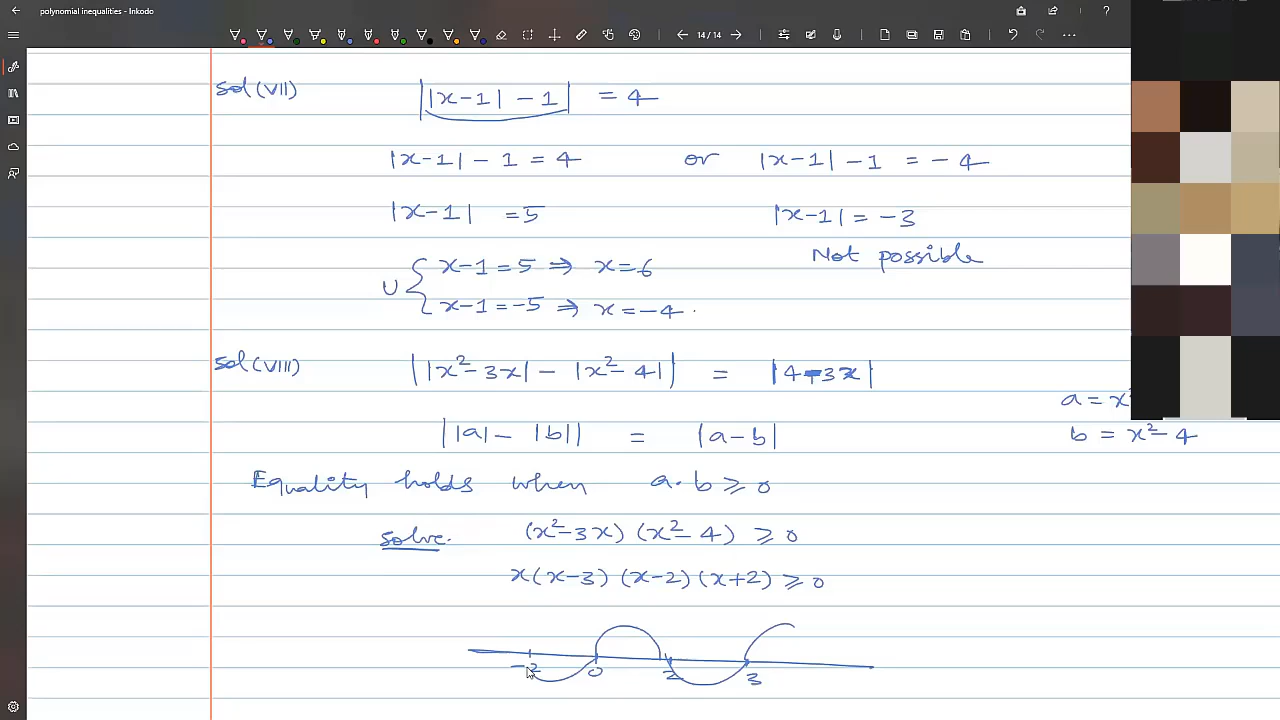 polynomial inequalities - Inkodo
14 / 14
Sol (VII) ||x-1| - 1| = 4
|x-1| - 1 = 4 or |x-1| - 1 = -4
|x-1| = 5 |x-1| = -3
Not possible
U { x-1 = 5 ⇒ x = 6
x-1 = -5 ⇒ x = -4 .
Sol (VIII) ||x²-3x| - |x²-4|| = |4-3x|
a = x
||a| - |b|| = |a-b| b = x²-4
Equality holds when a.b ≥ 0
Solve. (x²-3x) (x²-4) ≥ 0
x(x-3) (x-2) (x+2) ≥ 0
-2 0 2 3